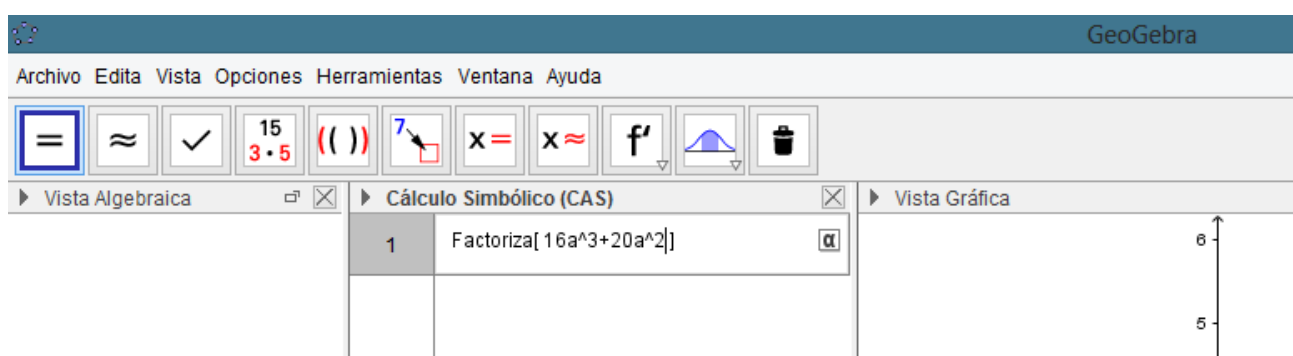 GeoGebra
Archivo Edita Vista Opciones Herramientas Ventana Ayuda
= ≈ ✓ 15 3·5 (( )) 7 x= x≈ f′
Vista Algebraica Cálculo Simbólico (CAS) Vista Gráfica
1 Factoriza[ 16a^3+20a^2] α 6
5